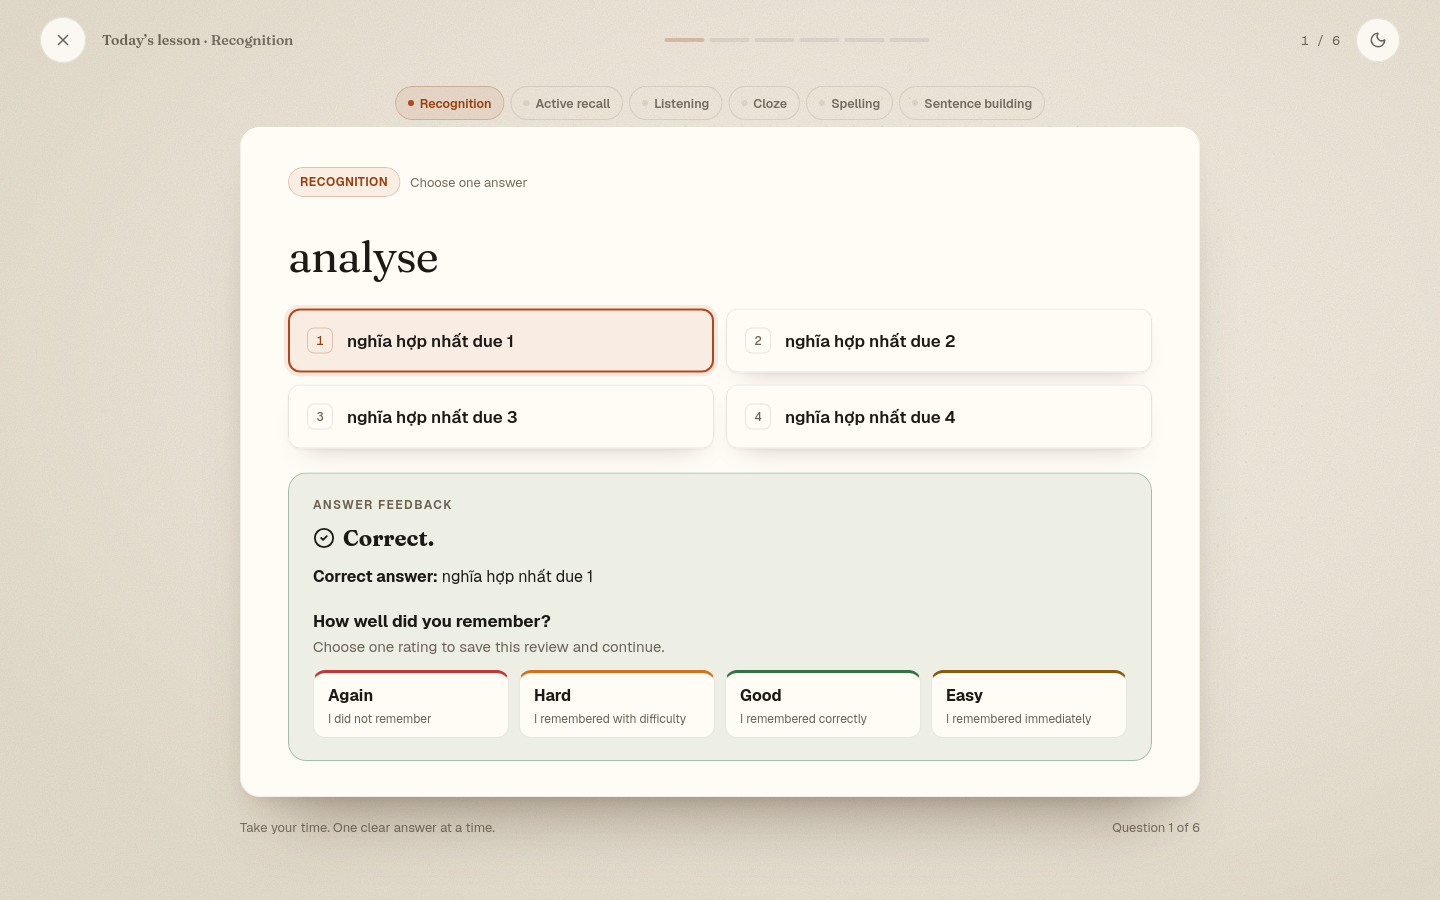 Today’s lesson · Recognition
1 / 6
Recognition
Active recall
Listening
Cloze
Spelling
Sentence building
RECOGNITION
Choose one answer
analyse
1 nghĩa hợp nhất due 1
2 nghĩa hợp nhất due 2
3 nghĩa hợp nhất due 3
4 nghĩa hợp nhất due 4
ANSWER FEEDBACK
Correct.
Correct answer: nghĩa hợp nhất due 1
How well did you remember?
Choose one rating to save this review and continue.
Again
I did not remember
Hard
I remembered with difficulty
Good
I remembered correctly
Easy
I remembered immediately
Take your time. One clear answer at a time.
Question 1 of 6